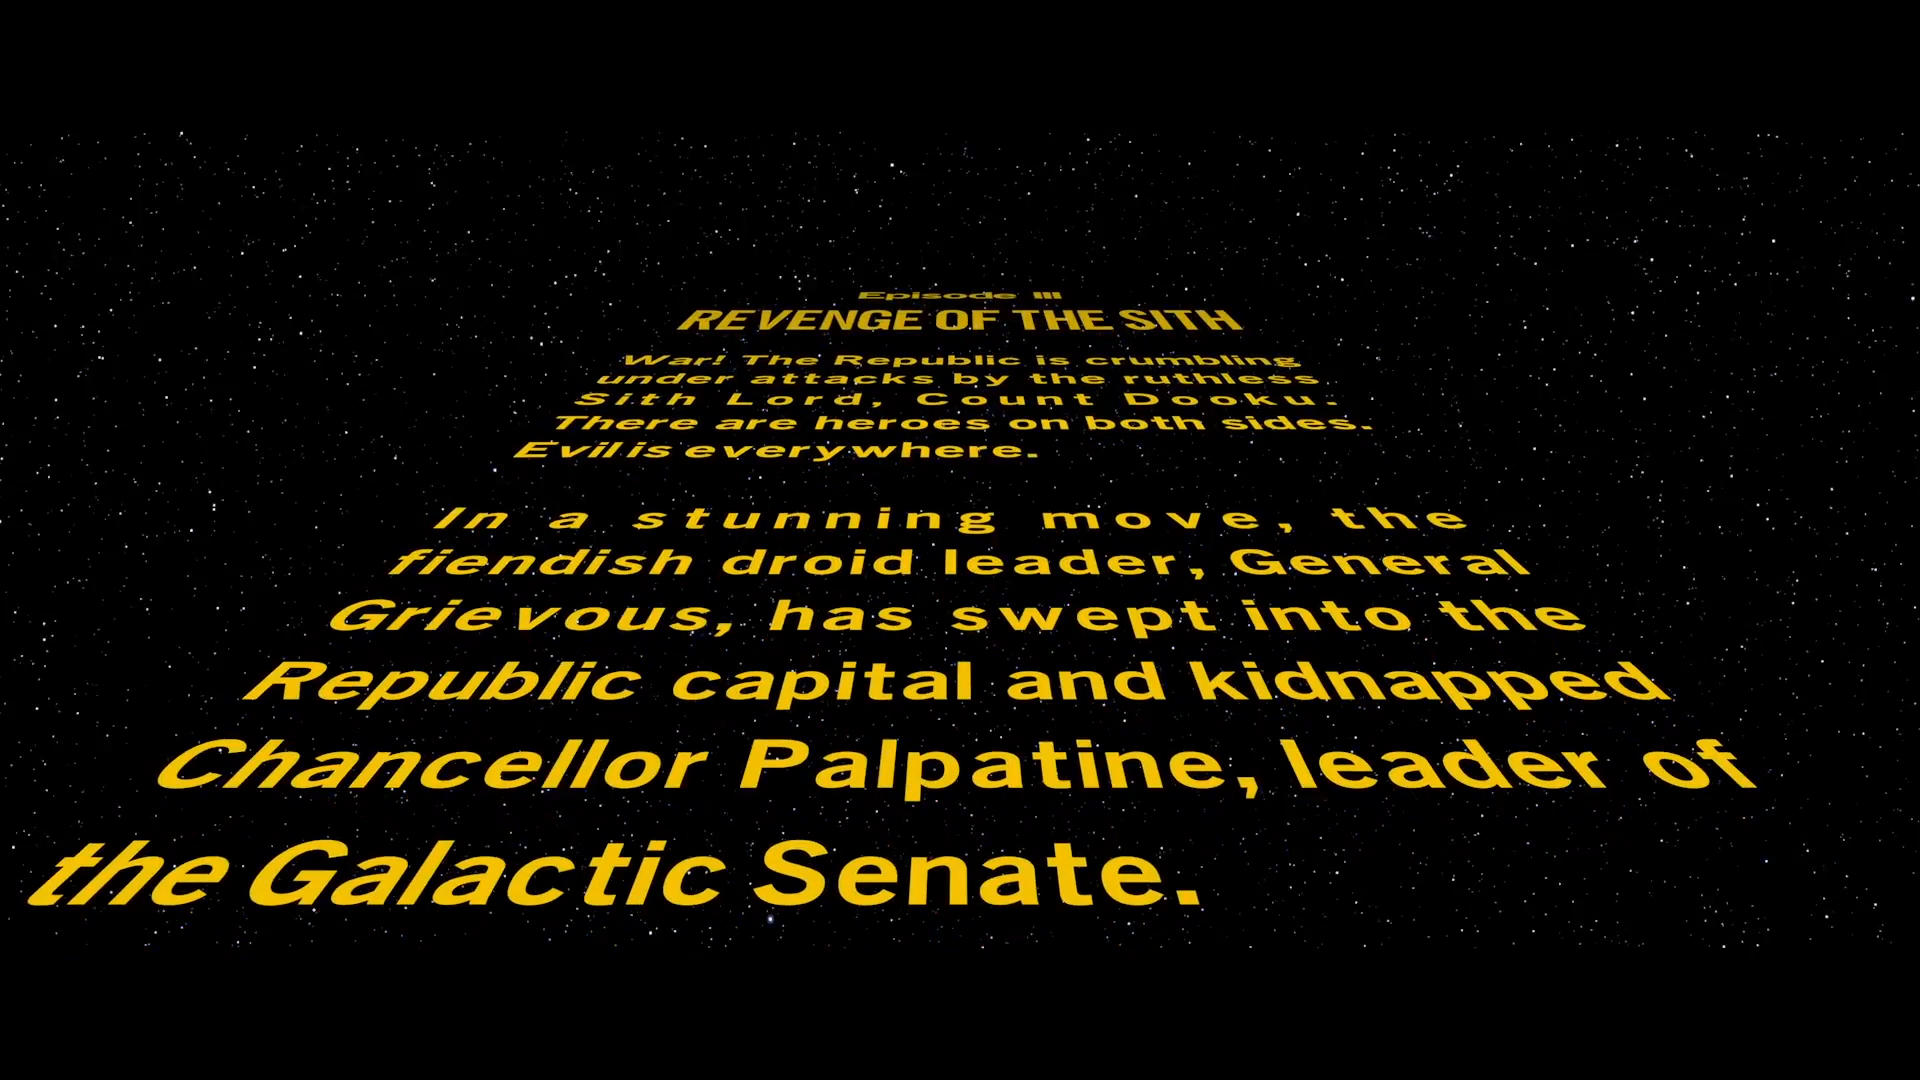 Episode III
REVENGE OF THE SITH
War! The Republic is crumbling
under attacks by the ruthless
Sith Lord, Count Dooku.
There are heroes on both sides.
Evil is everywhere.
In a stunning move, the
fiendish droid leader, General
Grievous, has swept into the
Republic capital and kidnapped
Chancellor Palpatine, leader of
the Galactic Senate.